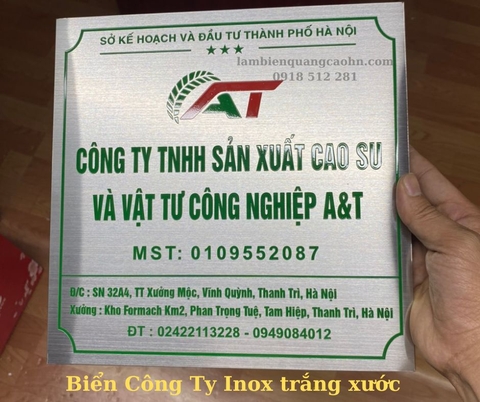 SỞ KẾ HOẠCH VÀ ĐẦU TƯ THÀNH PHỐ HÀ NỘI
lambienquangcaohn.com
0918 512 281
AT
CÔNG TY TNHH SẢN XUẤT CAO SU
VÀ VẬT TƯ CÔNG NGHIỆP A&T
MST: 0109552087
Đ/C : SN 32A4, TT Xưởng Mộc, Vĩnh Quỳnh, Thanh Trì, Hà Nội
Xưởng : Kho Formach Km2, Phan Trọng Tuệ, Tam Hiệp, Thanh Trì, Hà Nội
ĐT : 02422113228 - 0949084012
Biển Công Ty Inox trắng xước